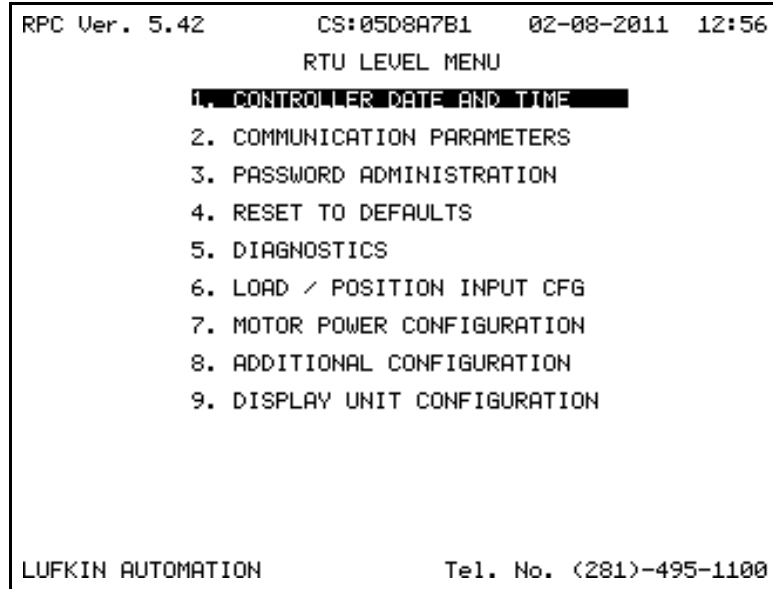 RPC Ver. 5.42 CS:05D8A7B1 02-08-2011 12:56
RTU LEVEL MENU
1. CONTROLLER DATE AND TIME
2. COMMUNICATION PARAMETERS
3. PASSWORD ADMINISTRATION
4. RESET TO DEFAULTS
5. DIAGNOSTICS
6. LOAD / POSITION INPUT CFG
7. MOTOR POWER CONFIGURATION
8. ADDITIONAL CONFIGURATION
9. DISPLAY UNIT CONFIGURATION
LUFKIN AUTOMATION Tel. No. (281)-495-1100